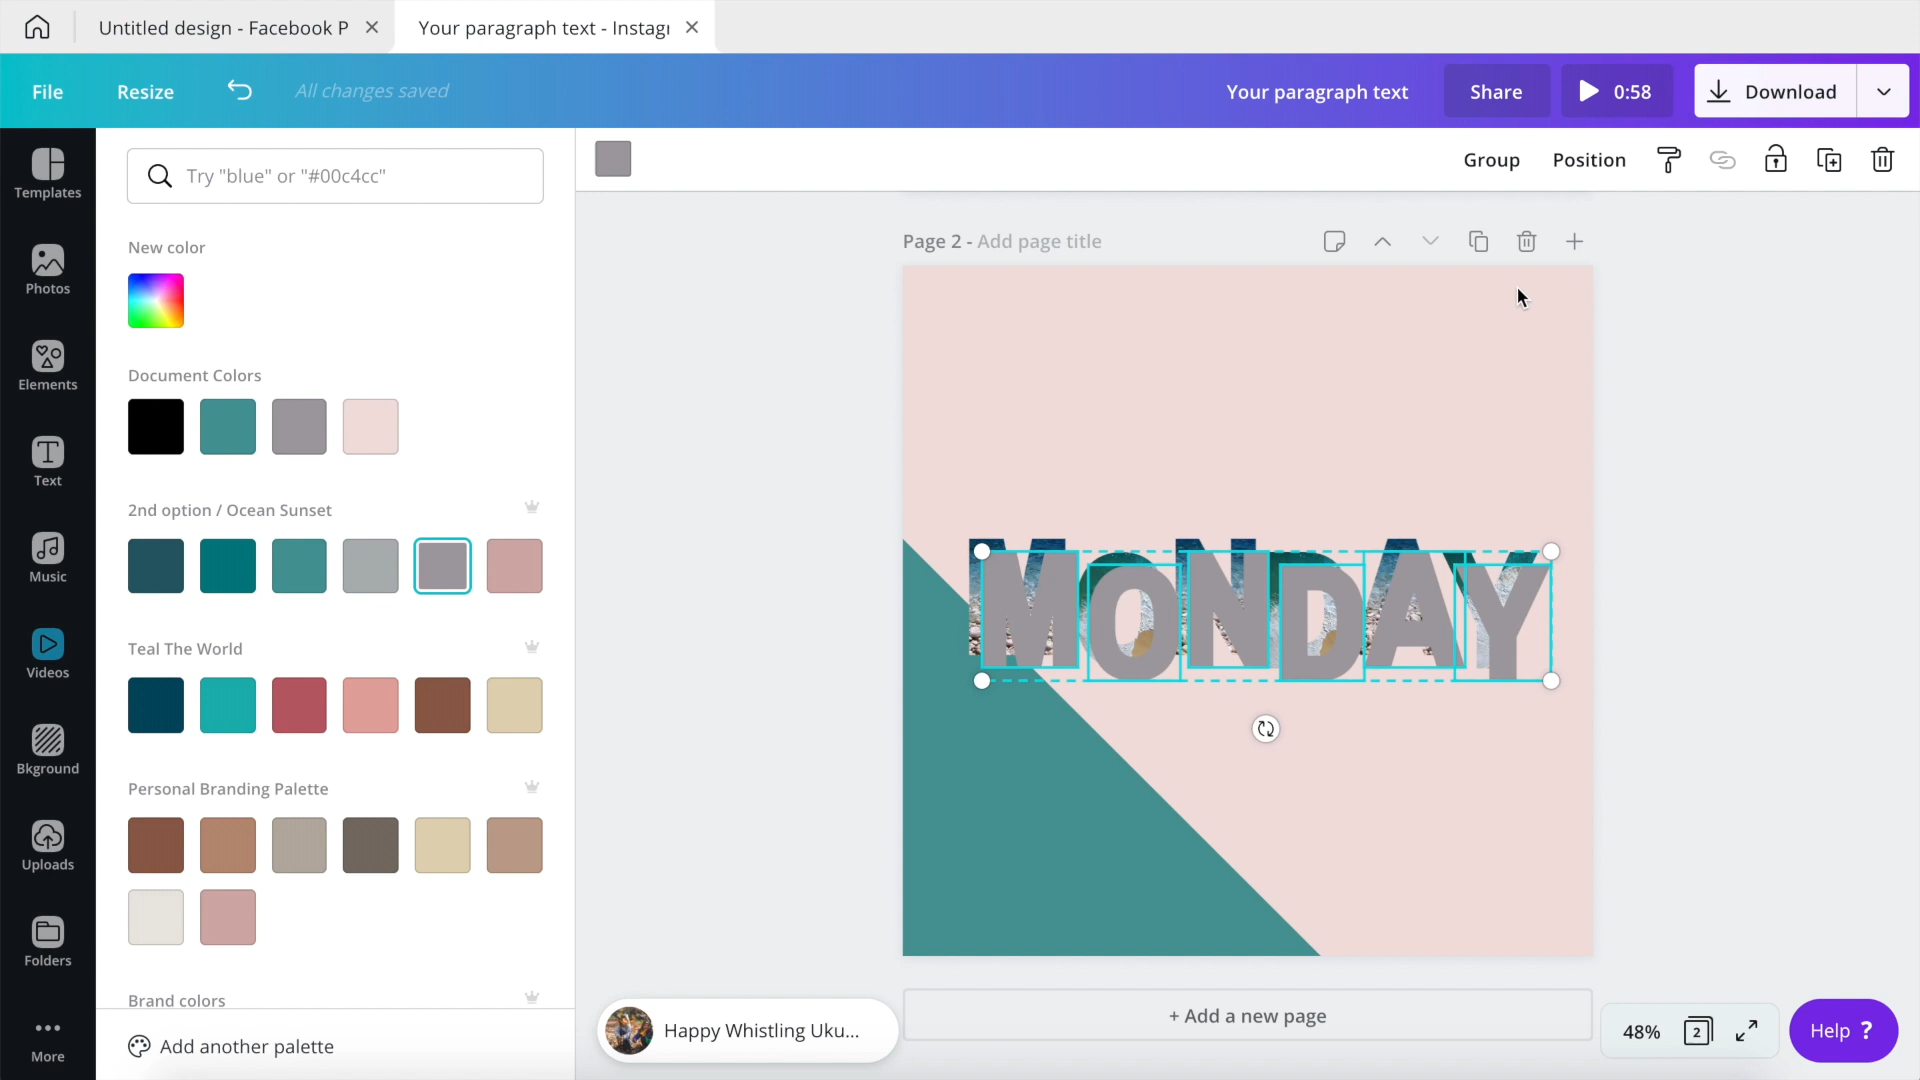 Untitled design - Facebook P
Your paragraph text - Instagr
File
Resize
All changes saved
Your paragraph text
Share
0:58
Download
Templates
Photos
Elements
Text
Music
Videos
Bkground
Uploads
Folders
More
Try "blue" or "#00c4cc"
New color
Document Colors
2nd option / Ocean Sunset
Teal The World
Personal Branding Palette
Brand colors
Add another palette
Group
Position
Page 2 - Add page title
MONDAY
Happy Whistling Uku...
+ Add a new page
48%
2
Help ?